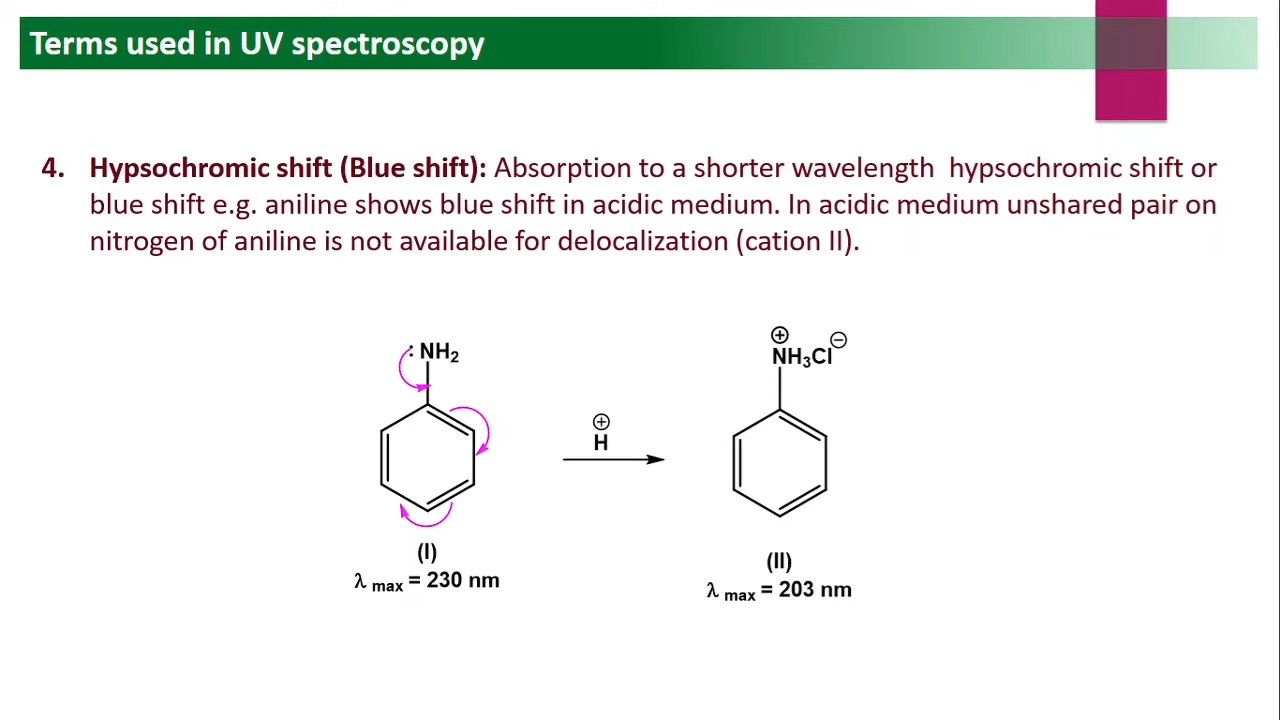 Terms used in UV spectroscopy
4. Hypsochromic shift (Blue shift): Absorption to a shorter wavelength  hypsochromic shift or
blue shift e.g. aniline shows blue shift in acidic medium. In acidic medium unshared pair on
nitrogen of aniline is not available for delocalization (cation II).
:NH₂
⊕
H
⊕ ⊖
NH₃Cl
(I)
λ max = 230 nm
(II)
λ max = 203 nm